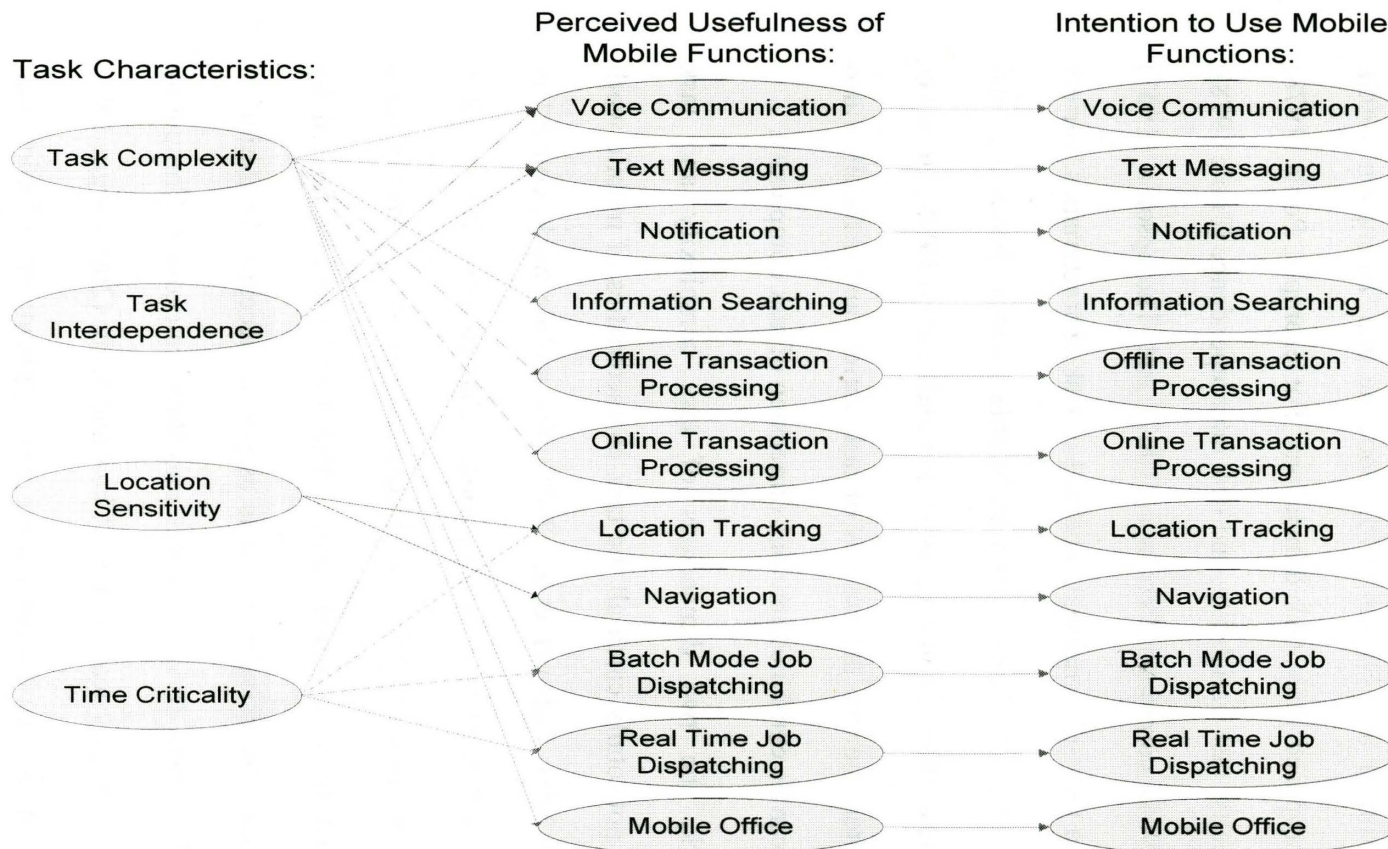 Task Characteristics:
Task Complexity
Task
Interdependence
Location
Sensitivity
Time Criticality
Perceived Usefulness of
Mobile Functions:
Voice Communication
Text Messaging
Notification
Information Searching
Offline Transaction
Processing
Online Transaction
Processing
Location Tracking
Navigation
Batch Mode Job
Dispatching
Real Time Job
Dispatching
Mobile Office
Intention to Use Mobile
Functions:
Voice Communication
Text Messaging
Notification
Information Searching
Offline Transaction
Processing
Online Transaction
Processing
Location Tracking
Navigation
Batch Mode Job
Dispatching
Real Time Job
Dispatching
Mobile Office